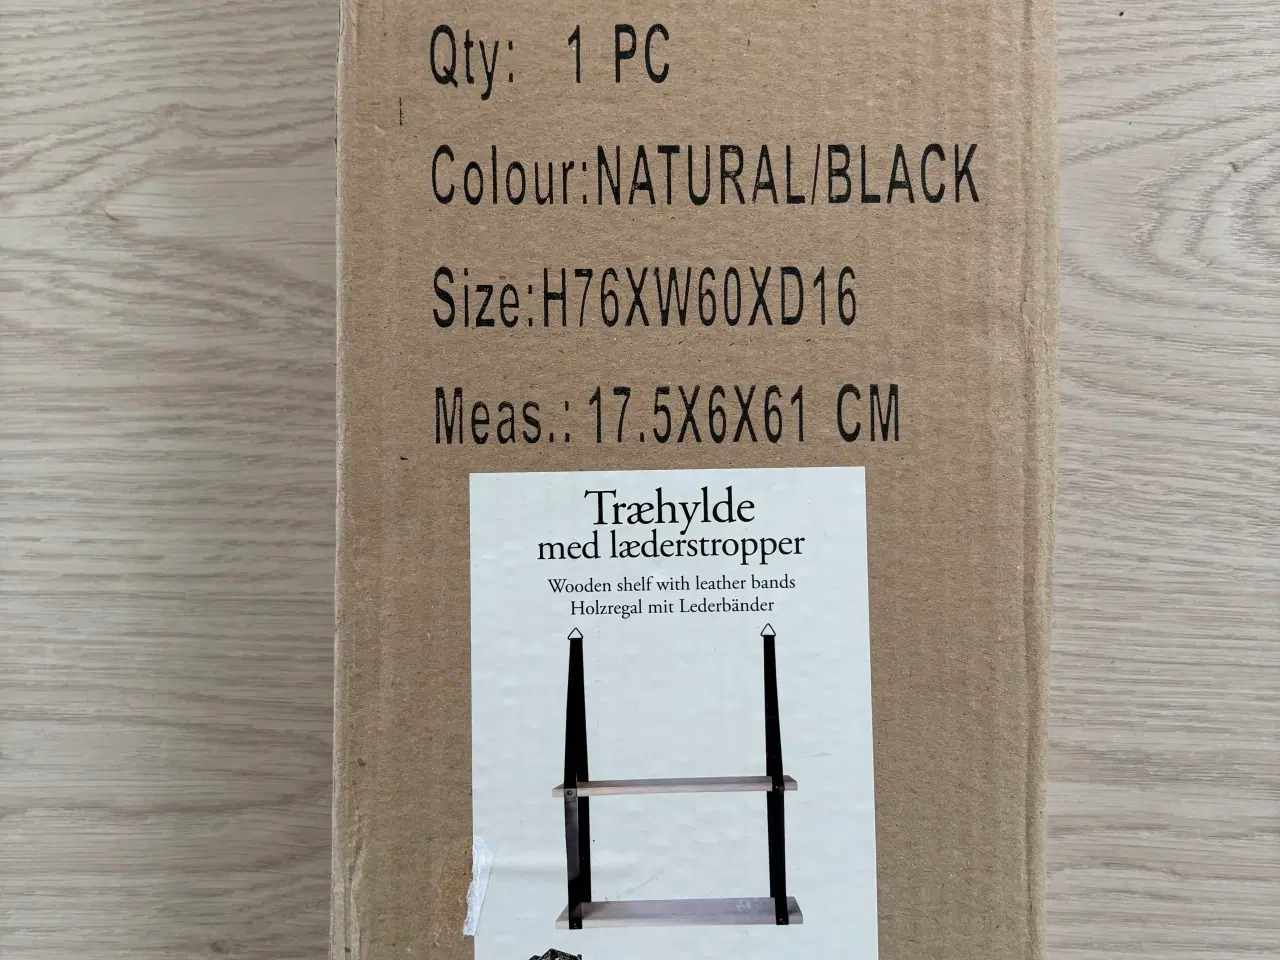 Qty: 1 PC
Colour:NATURAL/BLACK
Size:H76XW60XD16
Meas.: 17.5X6X61 CM
Træhylde
med læderstropper
Wooden shelf with leather bands
Holzregal mit Lederbänder